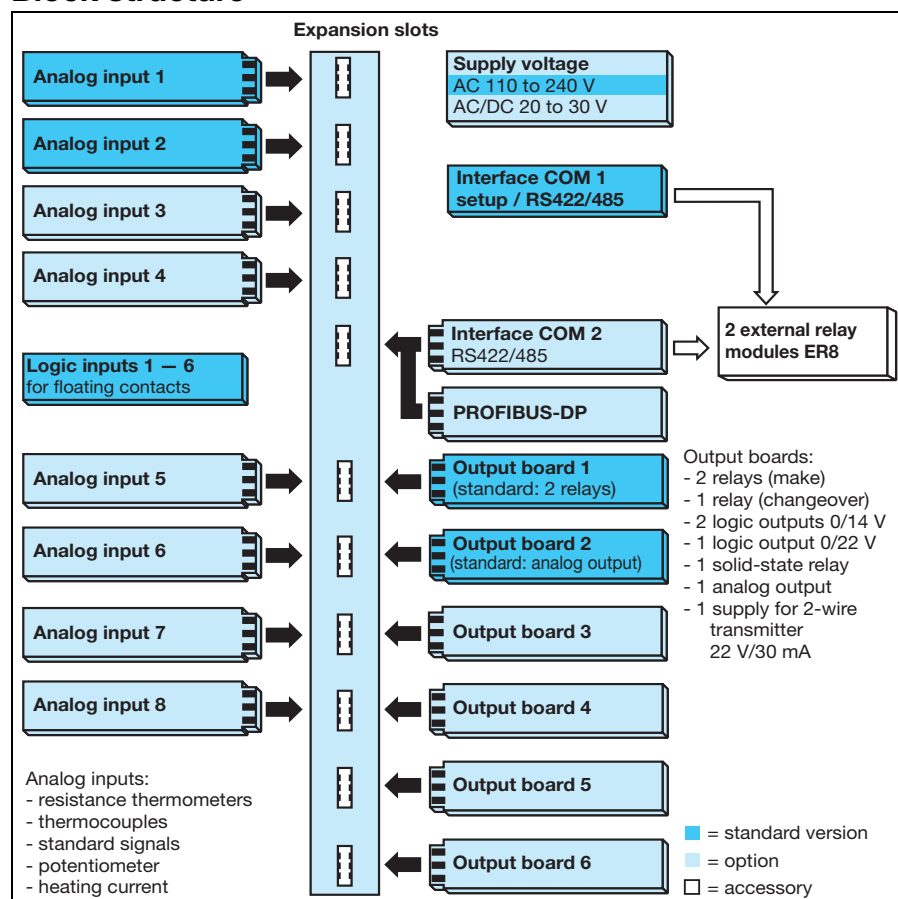 Block structure
Expansion slots
Analog input 1
Analog input 2
Analog input 3
Analog input 4
Logic inputs 1 — 6
for floating contacts
Analog input 5
Analog input 6
Analog input 7
Analog input 8
Analog inputs:
- resistance thermometers
- thermocouples
- standard signals
- potentiometer
- heating current
Supply voltage
AC 110 to 240 V
AC/DC 20 to 30 V
Interface COM 1
setup / RS422/485
Interface COM 2
RS422/485
PROFIBUS-DP
2 external relay
modules ER8
Output board 1
(standard: 2 relays)
Output board 2
(standard: analog output)
Output board 3
Output board 4
Output board 5
Output board 6
Output boards:
- 2 relays (make)
- 1 relay (changeover)
- 2 logic outputs 0/14 V
- 1 logic output 0/22 V
- 1 solid-state relay
- 1 analog output
- 1 supply for 2-wire
transmitter
22 V/30 mA
= standard version
= option
= accessory